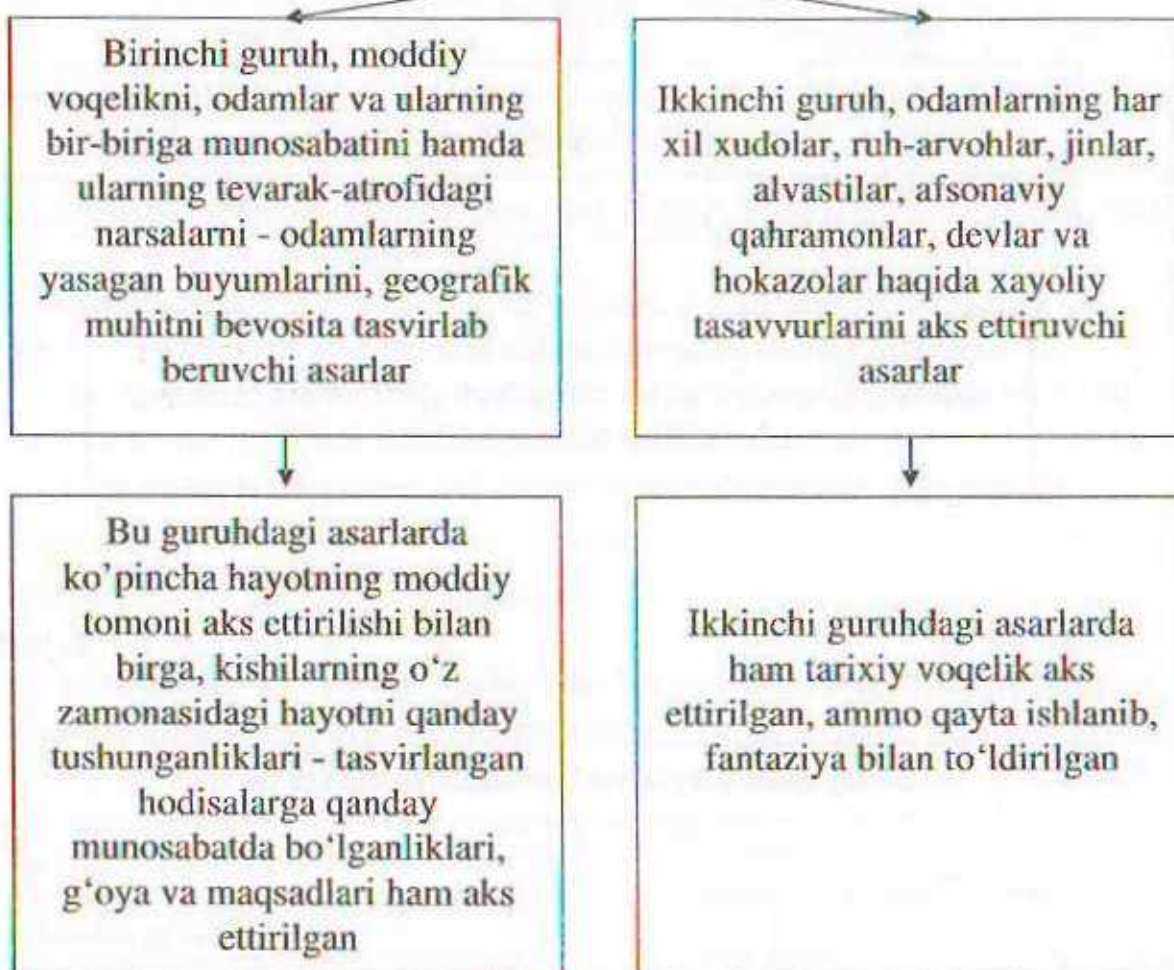 Birinchi guruh, moddiy
voqelikni, odamlar va ularning
bir-biriga munosabatini hamda
ularning tevarak-atrofidagi
narsalarni - odamlarning
yasagan buyumlarini, geografik
muhitni bevosita tasvirlab
beruvchi asarlar
Ikkinchi guruh, odamlarning har
xil xudolar, ruh-arvohlar, jinlar,
alvastilar, afsonaviy
qahramonlar, devlar va
hokazolar haqida xayoliy
tasavvurlarini aks ettiruvchi
asarlar
Bu guruhdagi asarlarda
ko’pincha hayotning moddiy
tomoni aks ettirilishi bilan
birga, kishilarning o‘z
zamonasidagi hayotni qanday
tushunganliklari - tasvirlangan
hodisalarga qanday
munosabatda bo‘lganliklari,
g‘oya va maqsadlari ham aks
ettirilgan
Ikkinchi guruhdagi asarlarda
ham tarixiy voqelik aks
ettirilgan, ammo qayta ishlanib,
fantaziya bilan to‘ldirilgan